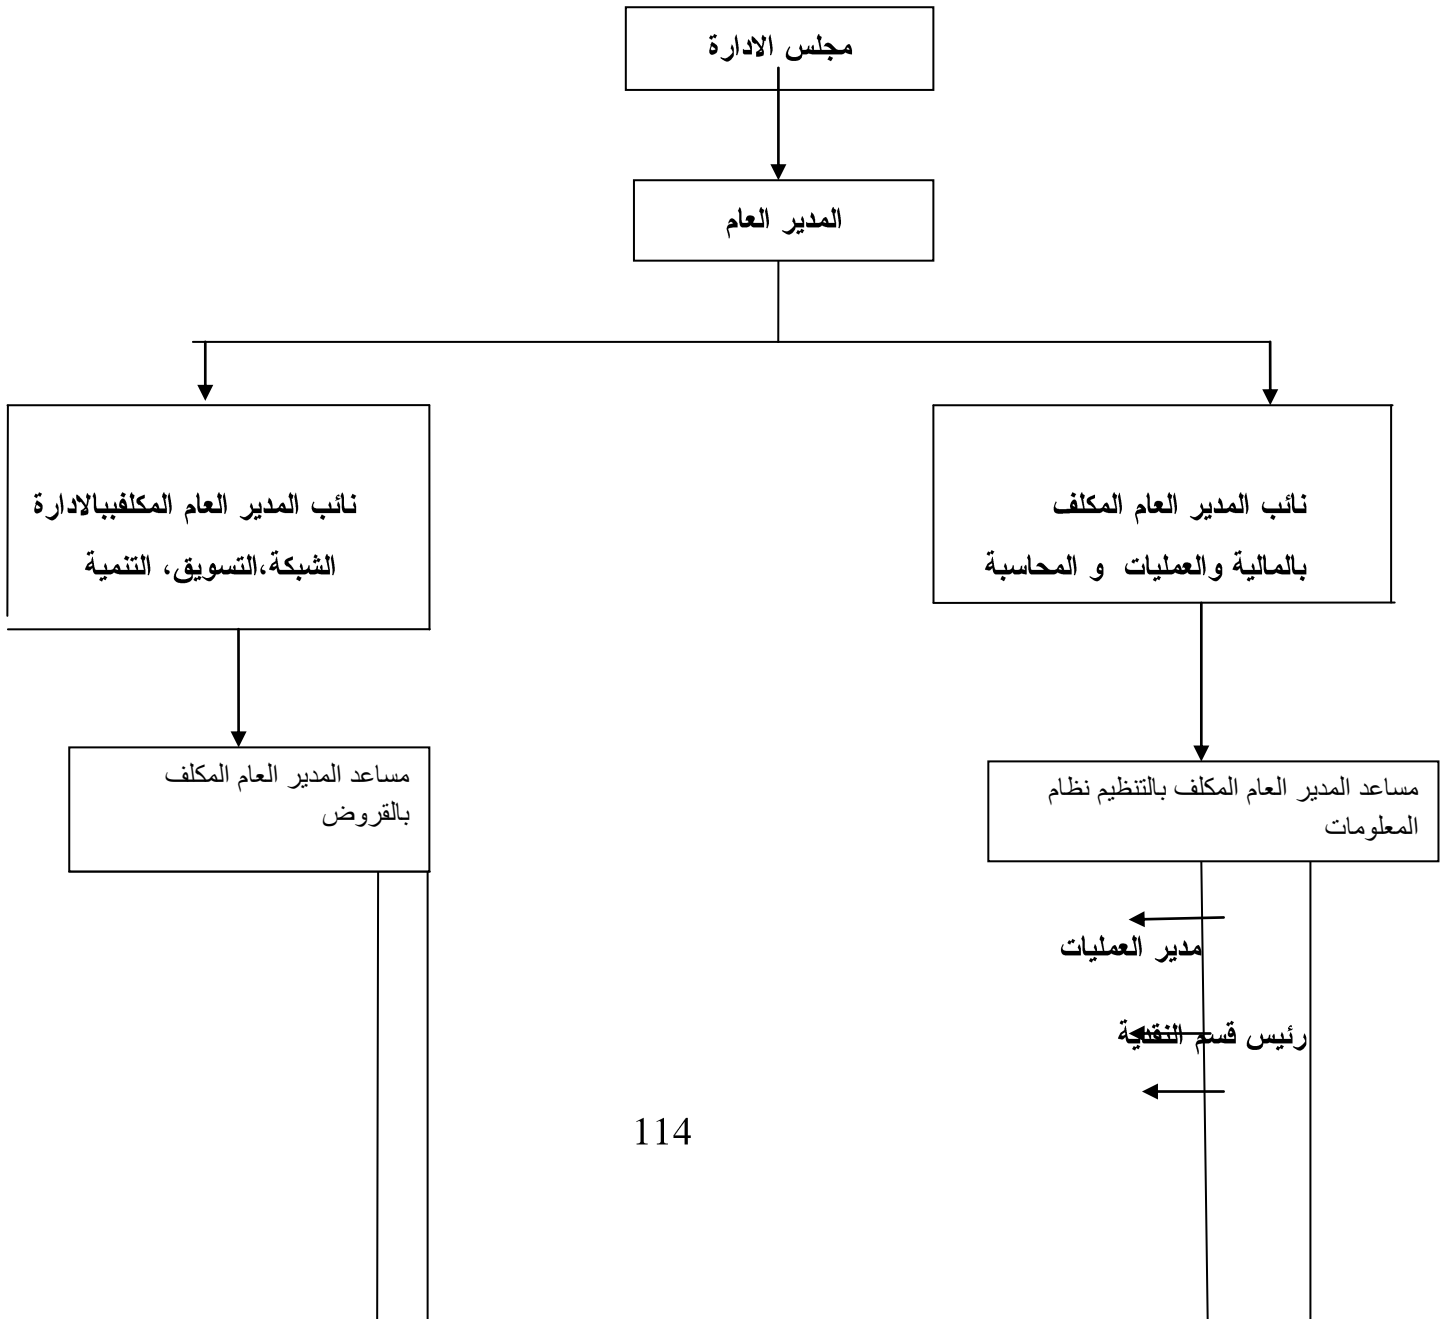 مجلس الادارة
المدير العام
نائب المدير العام المكلف
بالمالية والعمليات و المحاسبة
نائب المدير العام المكلفببالادارة
الشبكة،التسويق، التنمية
مساعد المدير العام المكلف بالتنظيم نظام
المعلومات
مساعد المدير العام المكلف
بالقروض
مدير العمليات
رئيس قسم النقدية
114